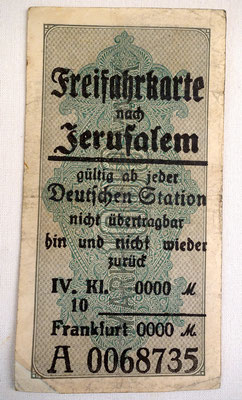 Freifahrkarte
nach
Jerusalem
gültig ab jeder
Deutschen Station
nicht übertragbar
hin und nicht wieder
zurück
IV. Kl. 0000 M
10
Frankfurt 0000 M.
A 0068735